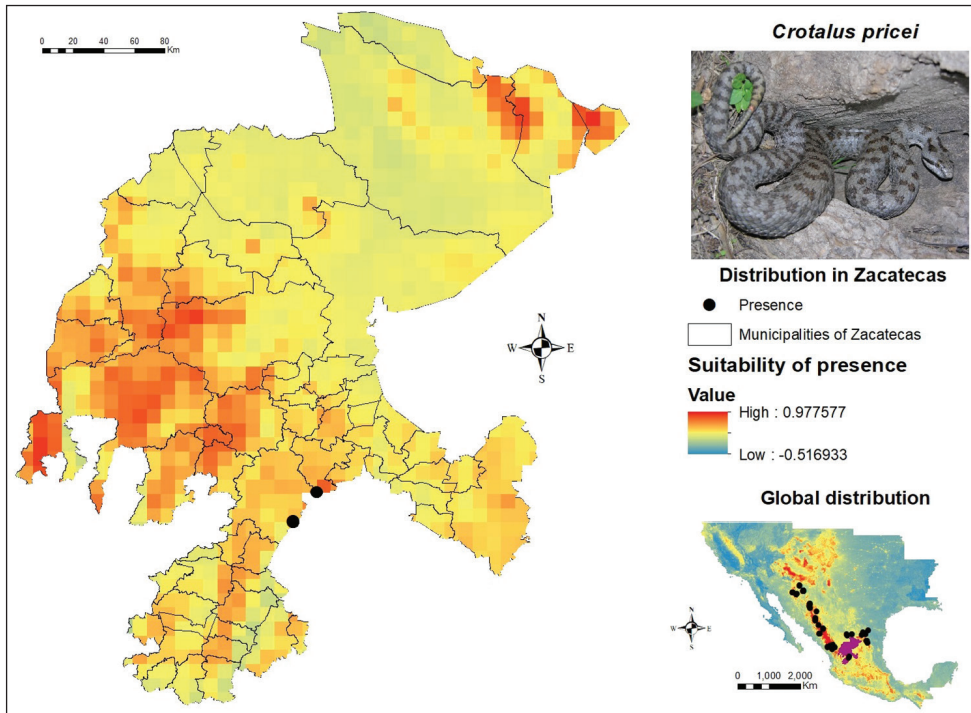 0 20 40 60 80
Km
N
W E
S
Crotalus pricei
Distribution in Zacatecas
Presence
Municipalities of Zacatecas
Suitability of presence
Value
High : 0.977577
Low : -0.516933
Global distribution
N
W E
S
0 1,000 2,000
Km